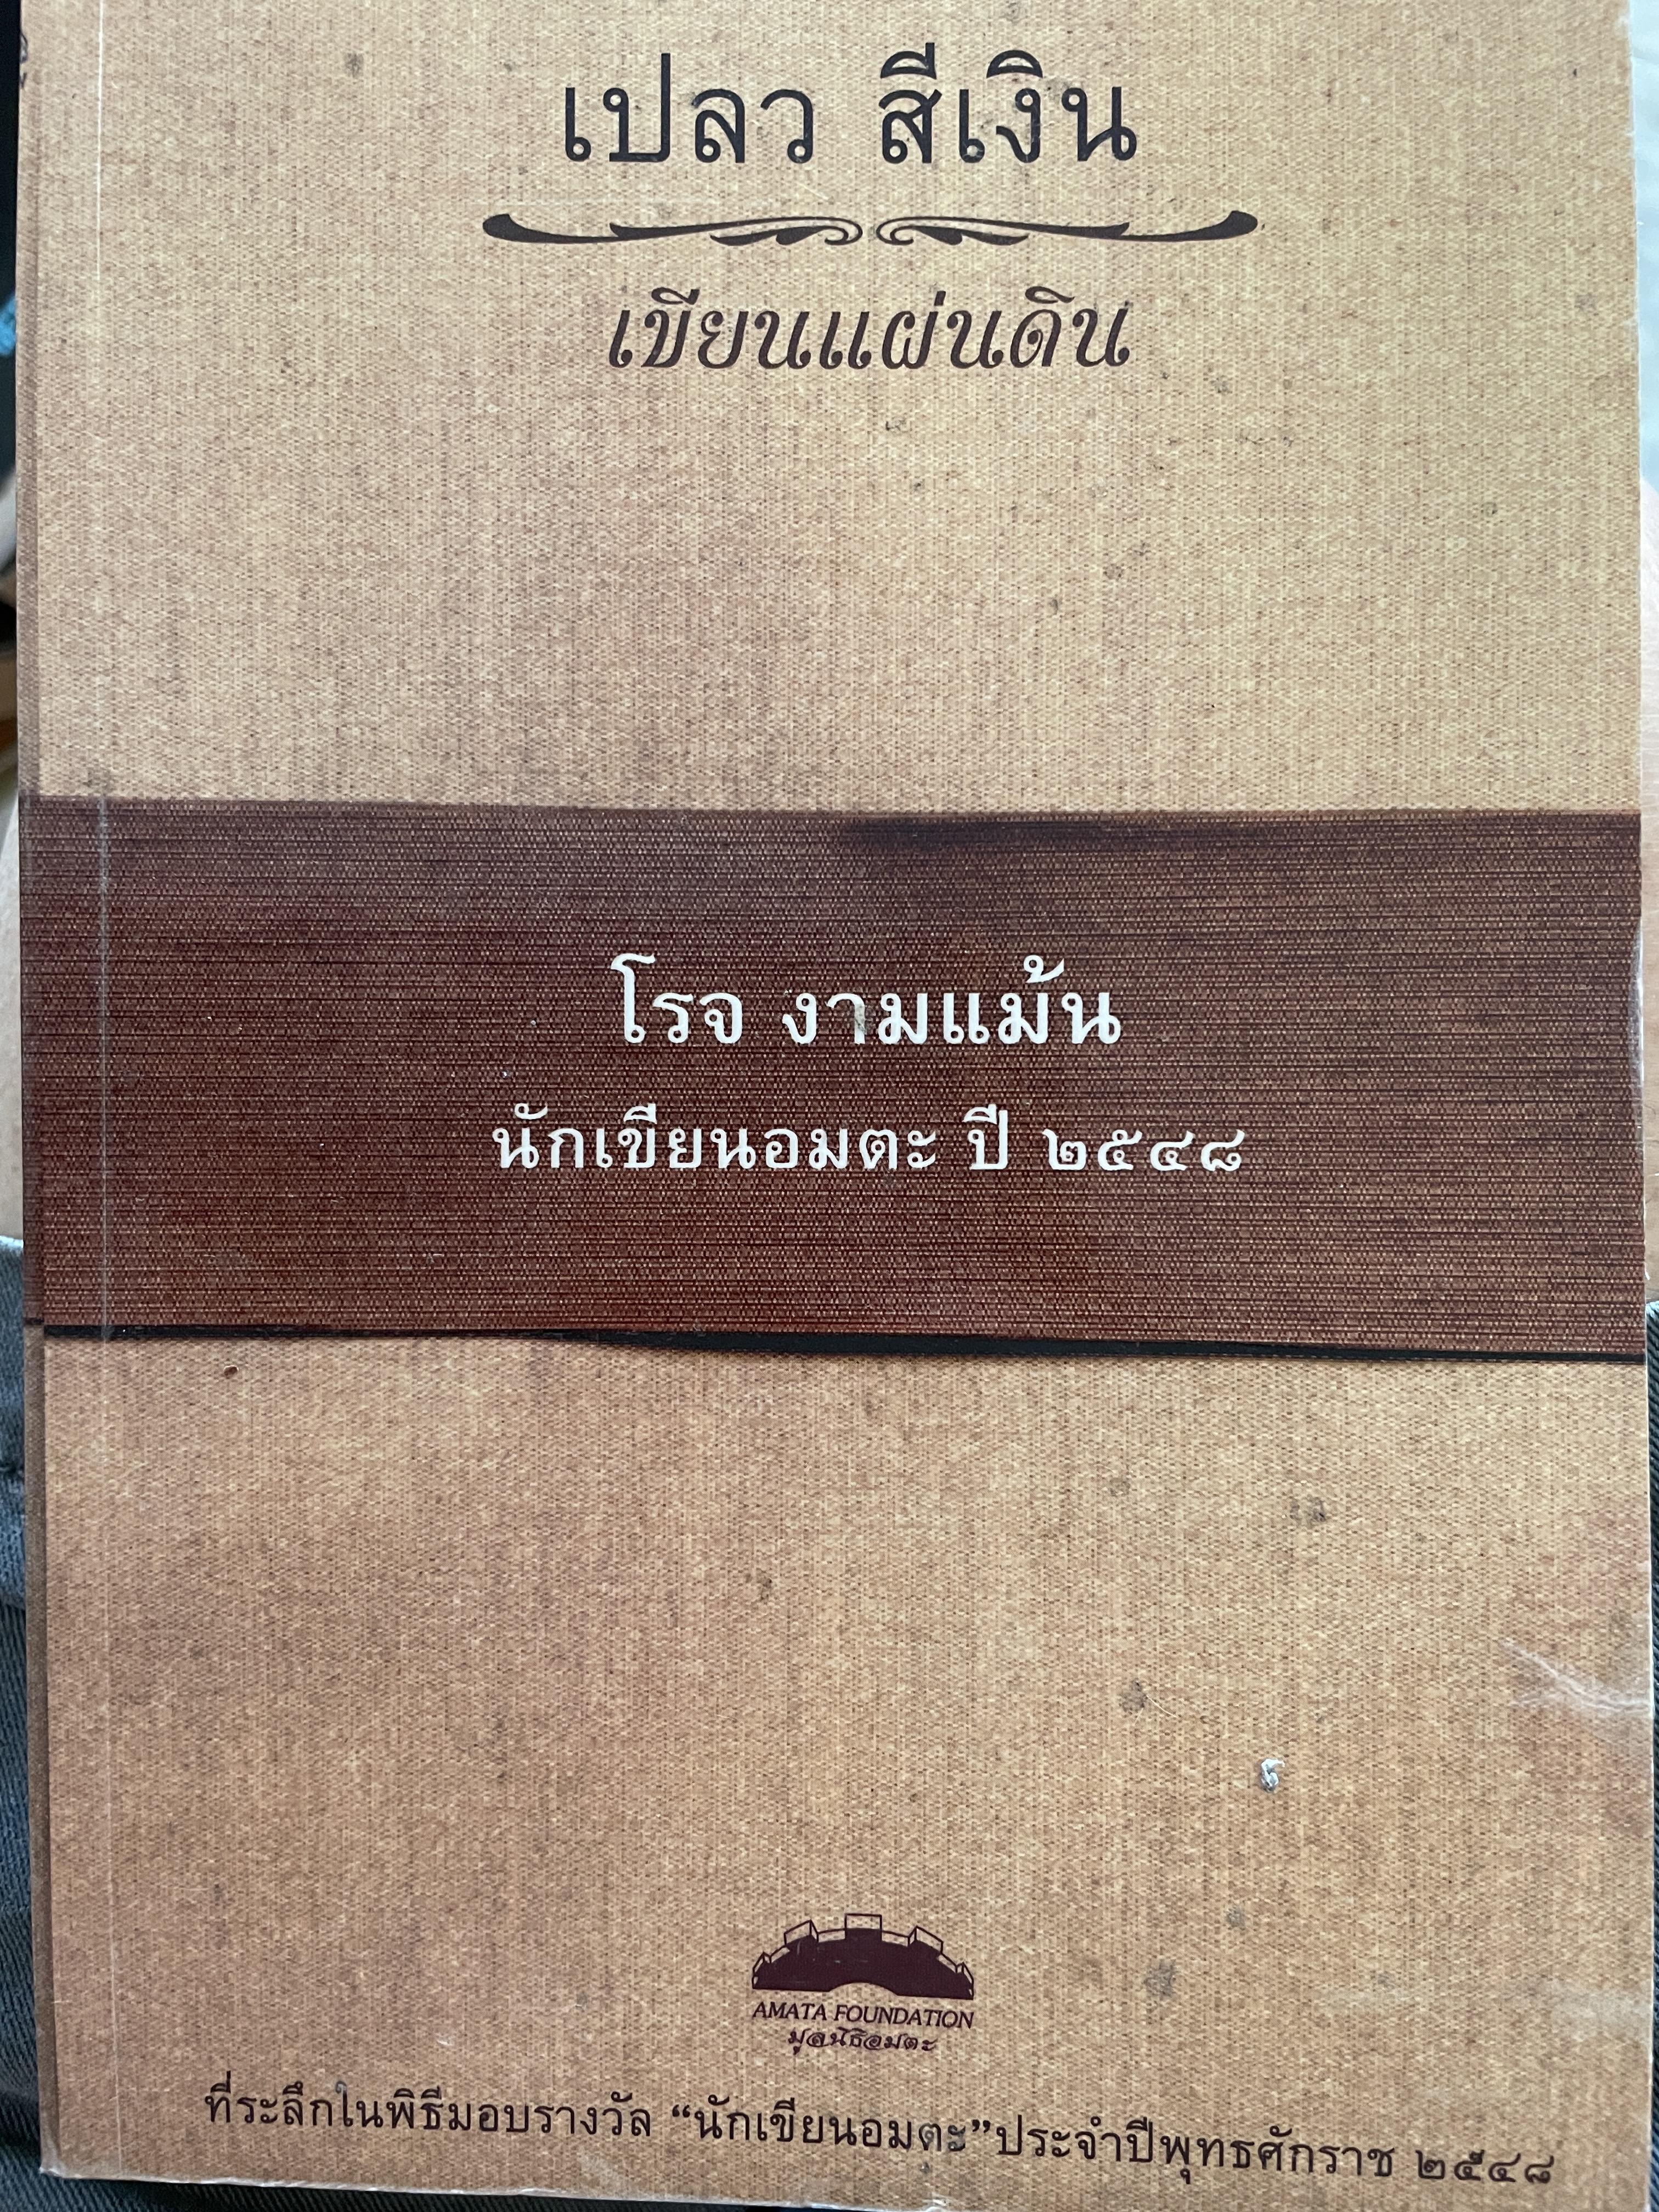 เปลว สีเงิน
เขียนแผ่นดิน
โรจ งามแม้น
นักเขียนอมตะ ปี ๒๕๔๘
AMATA FOUNDATION
มูลนิธิอมตะ
ที่ระลึกในพิธีมอบรางวัล “นักเขียนอมตะ”ประจำปีพุทธศักราช ๒๕๔๘